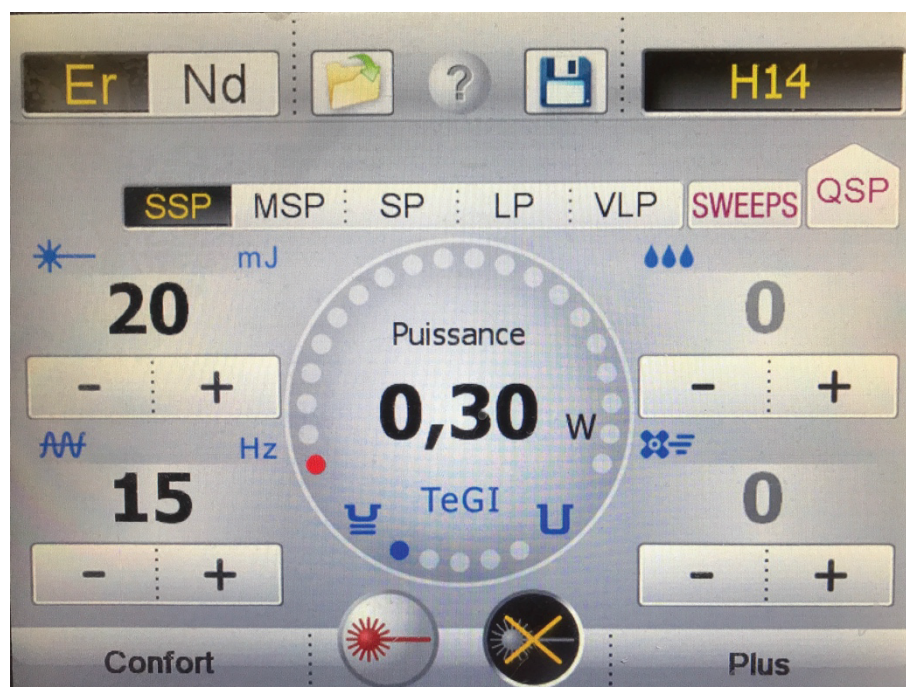 Er Nd ? H14
SSP MSP SP LP VLP SWEEPS QSP
mJ
20 0
Puissance
- + 0,30 W - +
Hz
15 TeGI 0
- + - +
Confort Plus